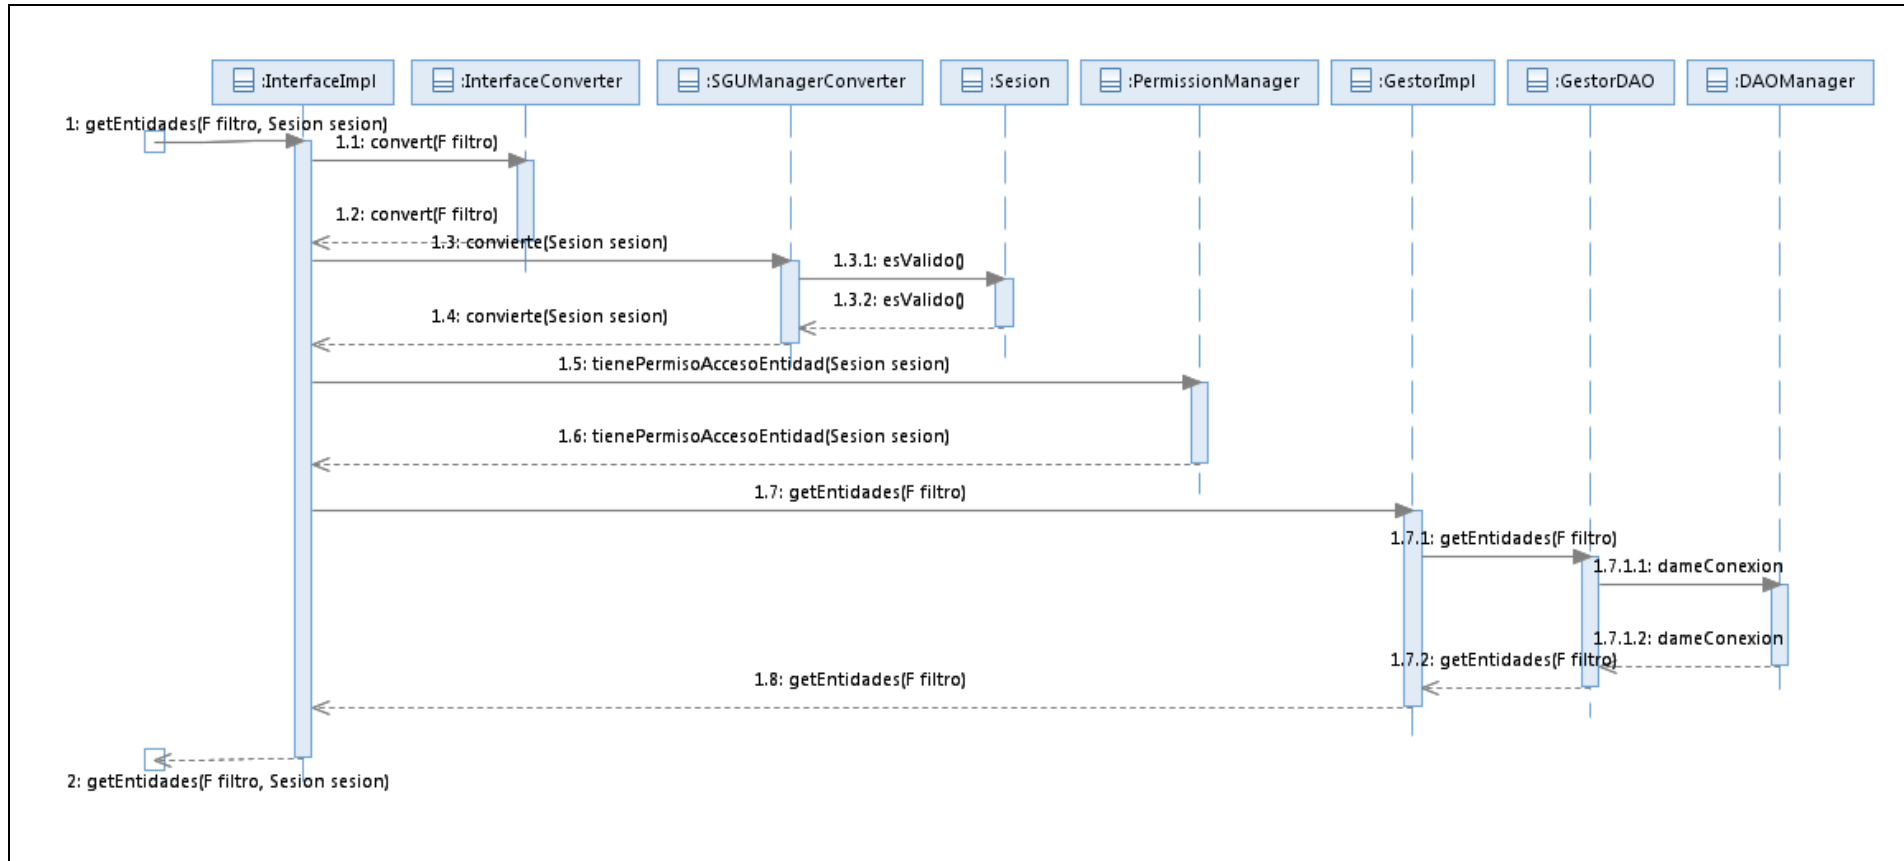 :InterfaceImpl
:InterfaceConverter
:SGUManagerConverter
:Sesion
:PermissionManager
:GestorImpl
:GestorDAO
:DAOManager
1: getEntidades(F filtro, Sesion sesion)
1.1: convert(F filtro)
1.2: convert(F filtro)
1.3: convierte(Sesion sesion)
1.3.1: esValido()
1.3.2: esValido()
1.4: convierte(Sesion sesion)
1.5: tienePermisoAccesoEntidad(Sesion sesion)
1.6: tienePermisoAccesoEntidad(Sesion sesion)
1.7: getEntidades(F filtro)
1.7.1: getEntidades(F filtro)
1.7.1.1: dameConexion
1.7.1.2: dameConexion
1.7.2: getEntidades(F filtro)
1.8: getEntidades(F filtro)
2: getEntidades(F filtro, Sesion sesion)